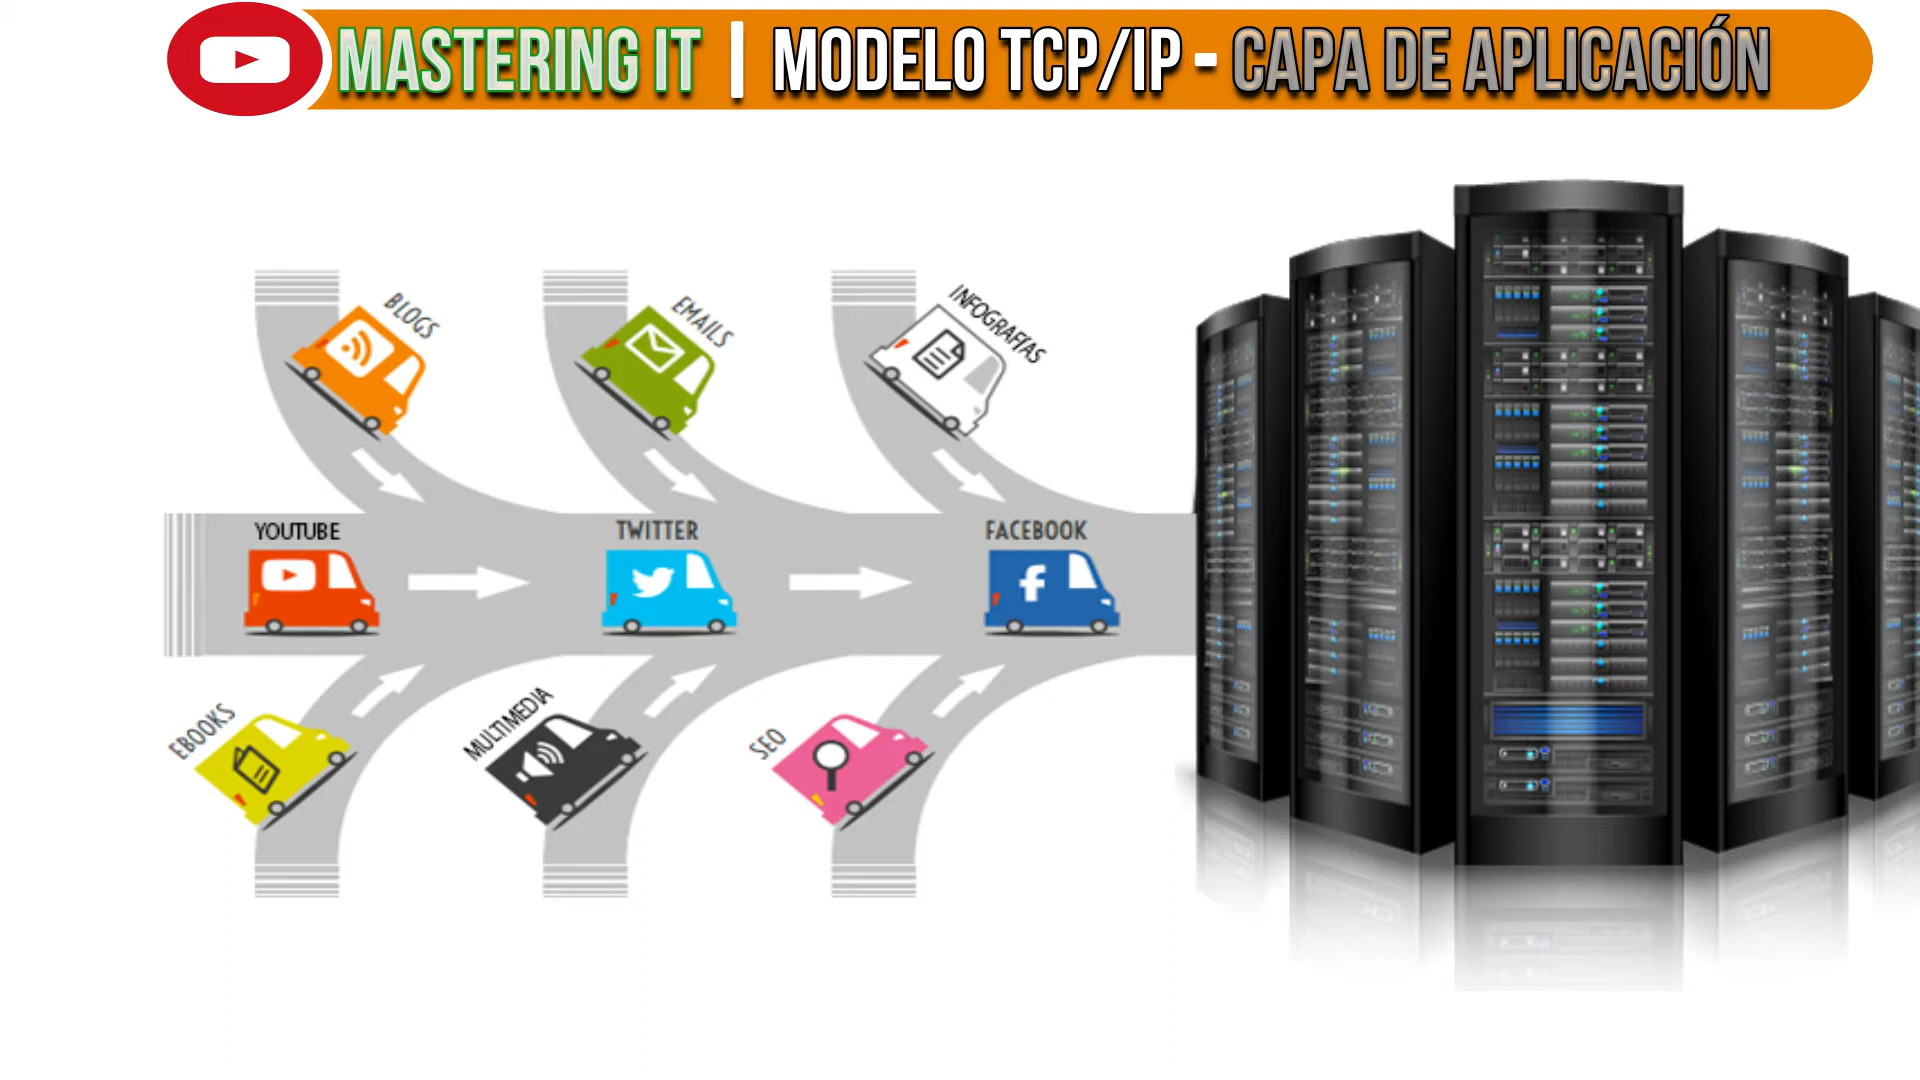 MASTERING IT | MODELO TCP/IP - CAPA DE APLICACIÓN
BLOGS
EMAILS
INFOGRAFÍAS
YOUTUBE
TWITTER
FACEBOOK
EBOOKS
MULTIMEDIA
SEO